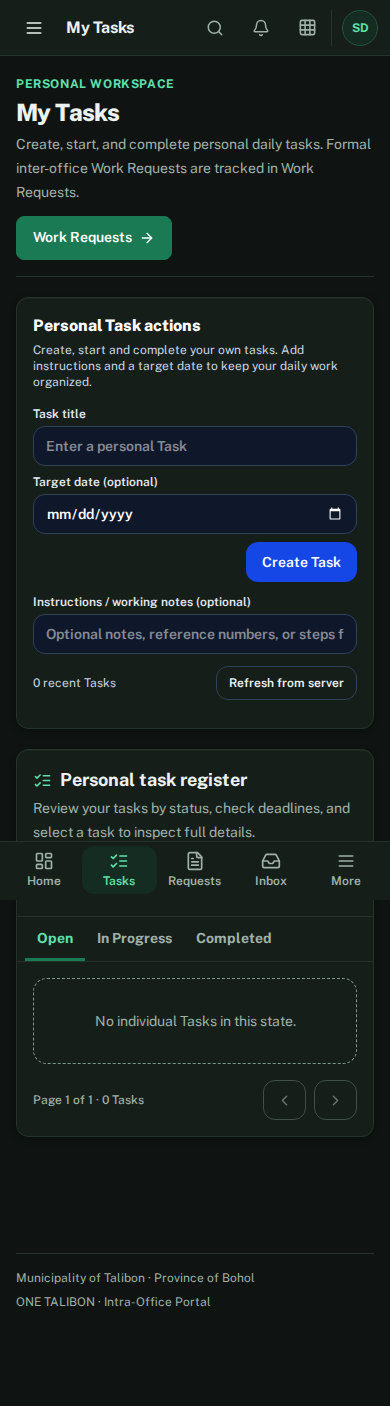 My Tasks
SD
PERSONAL WORKSPACE
My Tasks
Create, start, and complete personal daily tasks. Formal
inter-office Work Requests are tracked in Work
Requests.
Work Requests →
Personal Task actions
Create, start and complete your own tasks. Add
instructions and a target date to keep your daily work
organized.
Task title
Enter a personal Task
Target date (optional)
mm/dd/yyyy
Create Task
Instructions / working notes (optional)
Optional notes, reference numbers, or steps f
0 recent Tasks
Refresh from server
Personal task register
Review your tasks by status, check deadlines, and
select a task to inspect full details.
Home
Tasks
Requests
Inbox
More
Open
In Progress
Completed
No individual Tasks in this state.
Page 1 of 1 · 0 Tasks
Municipality of Talibon · Province of Bohol
ONE TALIBON · Intra-Office Portal